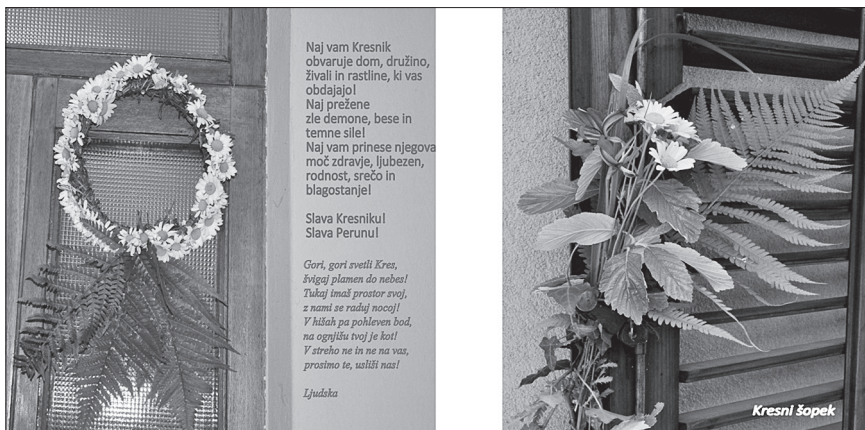 Naj vam Kresnik
obvaruje dom, družino,
živali in rastline, ki vas
obdajajo!
Naj prežene
zle demone, bese in
temne sile!
Naj vam prinese njegova
moč zdravje, ljubezen,
rodnost, srečo in
blagostanje!
Slava Kresniku!
Slava Perunu!
Gori, gori svetli Kres,
švigaj plamen do nebes!
Tukaj imaš prostor svoj,
z nami se raduj nocoj!
V hišah pa pohleven bod,
na ognjišu tvoj je kot!
V streho ne in ne na vas,
prosimo te, usliši nas!
Ljudska
Kresni šopek